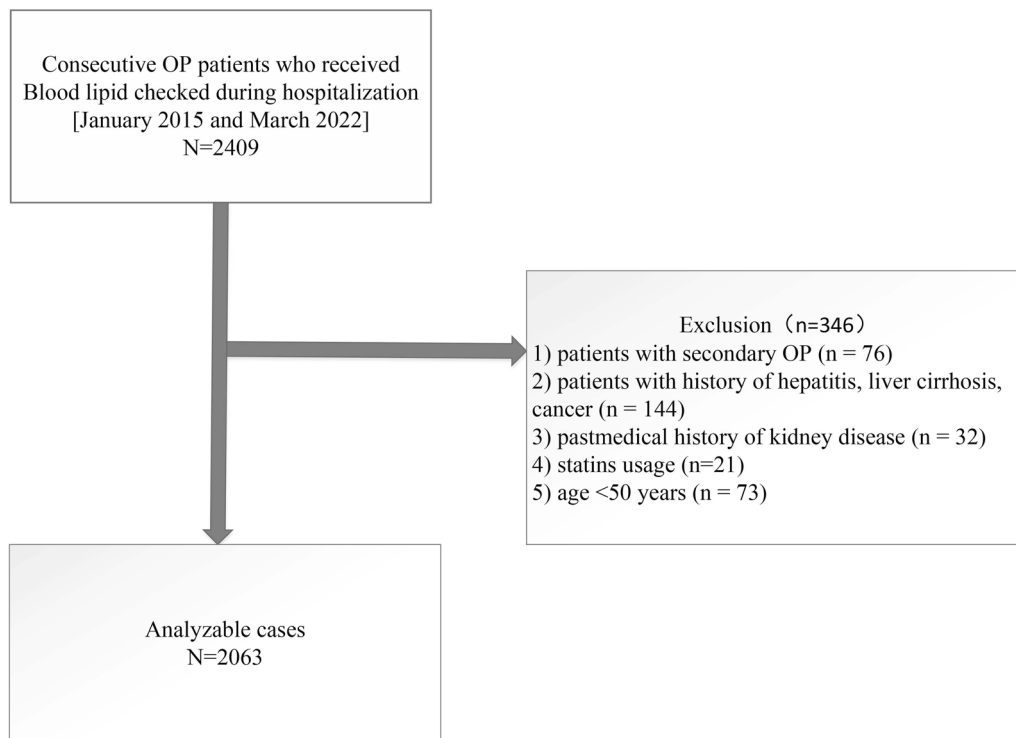 Consecutive OP patients who received
Blood lipid checked during hospitalization
[January 2015 and March 2022]
N=2409
Exclusion（n=346）
1) patients with secondary OP (n = 76)
2) patients with history of hepatitis, liver cirrhosis,
cancer (n = 144)
3) pastmedical history of kidney disease (n = 32)
4) statins usage (n=21)
5) age <50 years (n = 73)
Analyzable cases
N=2063